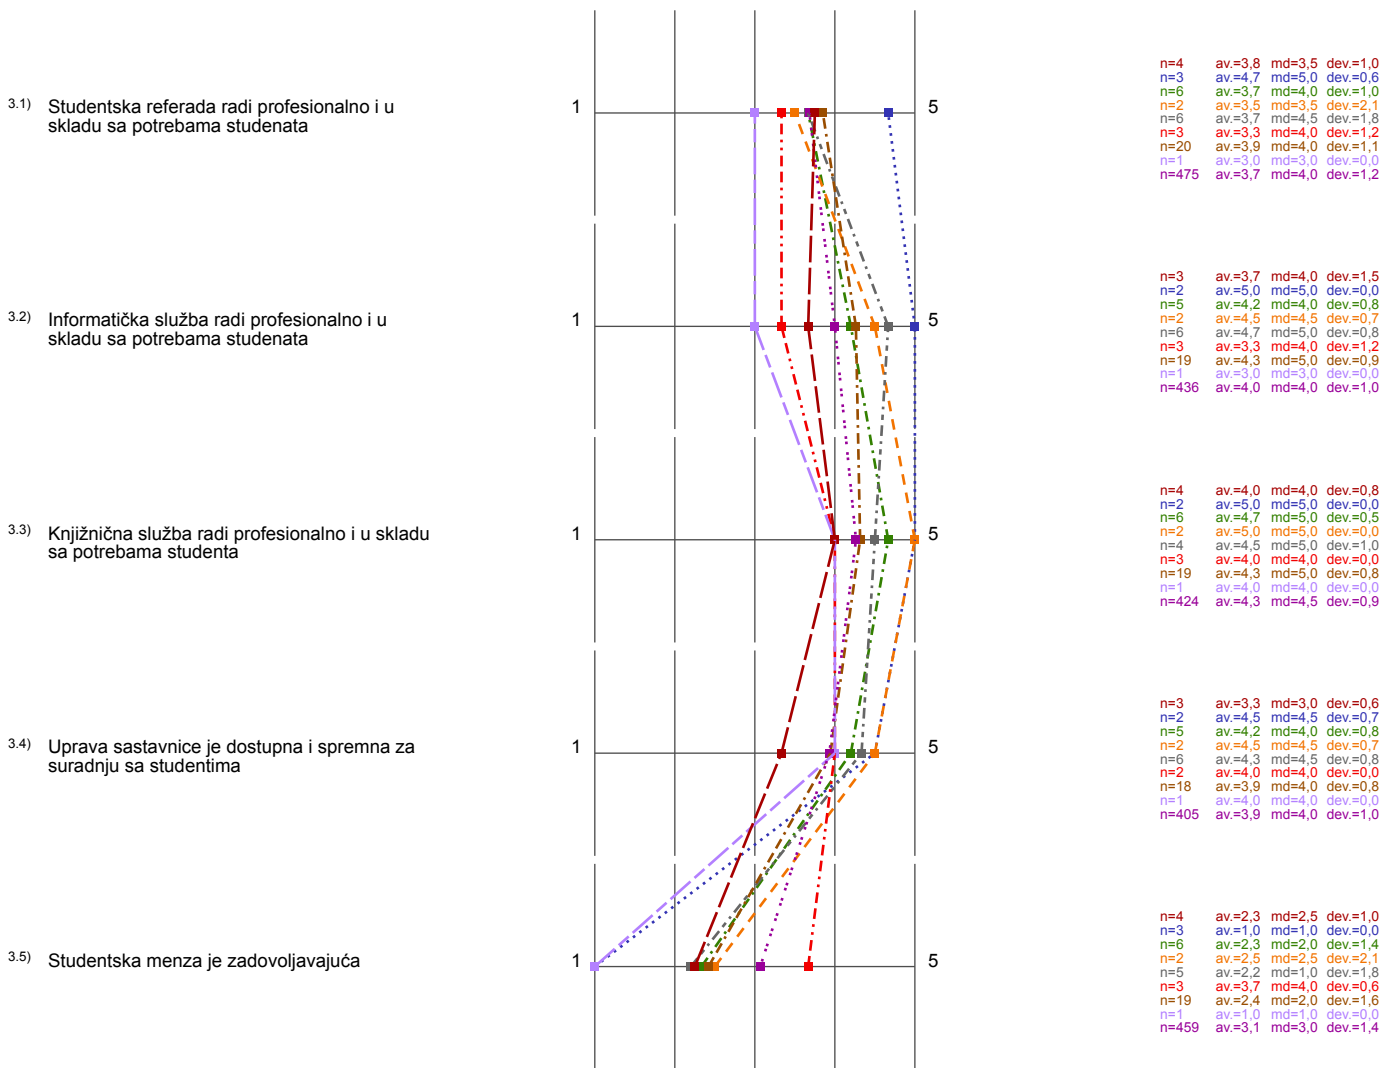 3.1) Studentska referada radi profesionalno i u
skladu sa potrebama studenata
1
5
n=4 av.=3,8 md=3,5 dev.=1,0
n=3 av.=4,7 md=5,0 dev.=0,6
n=6 av.=3,7 md=4,0 dev.=1,0
n=2 av.=3,5 md=3,5 dev.=2,1
n=6 av.=3,7 md=4,5 dev.=1,8
n=3 av.=3,3 md=4,0 dev.=1,2
n=20 av.=3,9 md=4,0 dev.=1,1
n=1 av.=3,0 md=3,0 dev.=0,0
n=475 av.=3,7 md=4,0 dev.=1,2
3.2) Informatička služba radi profesionalno i u
skladu sa potrebama studenata
1
5
n=3 av.=3,7 md=4,0 dev.=1,5
n=2 av.=5,0 md=5,0 dev.=0,0
n=5 av.=4,2 md=4,0 dev.=0,8
n=2 av.=4,5 md=4,5 dev.=0,7
n=6 av.=4,7 md=5,0 dev.=0,8
n=3 av.=3,3 md=4,0 dev.=1,2
n=19 av.=4,3 md=5,0 dev.=0,9
n=1 av.=3,0 md=3,0 dev.=0,0
n=436 av.=4,0 md=4,0 dev.=1,0
3.3) Knjižnična služba radi profesionalno i u skladu
sa potrebama studenta
1
5
n=4 av.=4,0 md=4,0 dev.=0,8
n=2 av.=5,0 md=5,0 dev.=0,0
n=6 av.=4,7 md=5,0 dev.=0,5
n=2 av.=5,0 md=5,0 dev.=0,0
n=4 av.=4,5 md=5,0 dev.=1,0
n=3 av.=4,0 md=4,0 dev.=0,0
n=19 av.=4,3 md=5,0 dev.=0,8
n=1 av.=4,0 md=4,0 dev.=0,0
n=424 av.=4,3 md=4,5 dev.=0,9
3.4) Uprava sastavnice je dostupna i spremna za
suradnju sa studentima
1
5
n=3 av.=3,3 md=3,0 dev.=0,6
n=2 av.=4,5 md=4,5 dev.=0,7
n=5 av.=4,2 md=4,0 dev.=0,8
n=2 av.=4,5 md=4,5 dev.=0,7
n=6 av.=4,3 md=4,5 dev.=0,8
n=2 av.=4,0 md=4,0 dev.=0,0
n=18 av.=3,9 md=4,0 dev.=0,8
n=1 av.=4,0 md=4,0 dev.=0,0
n=405 av.=3,9 md=4,0 dev.=1,0
3.5) Studentska menza je zadovoljavajuća
1
5
n=4 av.=2,3 md=2,5 dev.=1,0
n=3 av.=1,0 md=1,0 dev.=0,0
n=6 av.=2,3 md=2,0 dev.=1,4
n=2 av.=2,5 md=2,5 dev.=2,1
n=5 av.=2,2 md=1,0 dev.=1,8
n=3 av.=3,7 md=4,0 dev.=0,6
n=19 av.=2,4 md=2,0 dev.=1,6
n=1 av.=1,0 md=1,0 dev.=0,0
n=459 av.=3,1 md=3,0 dev.=1,4